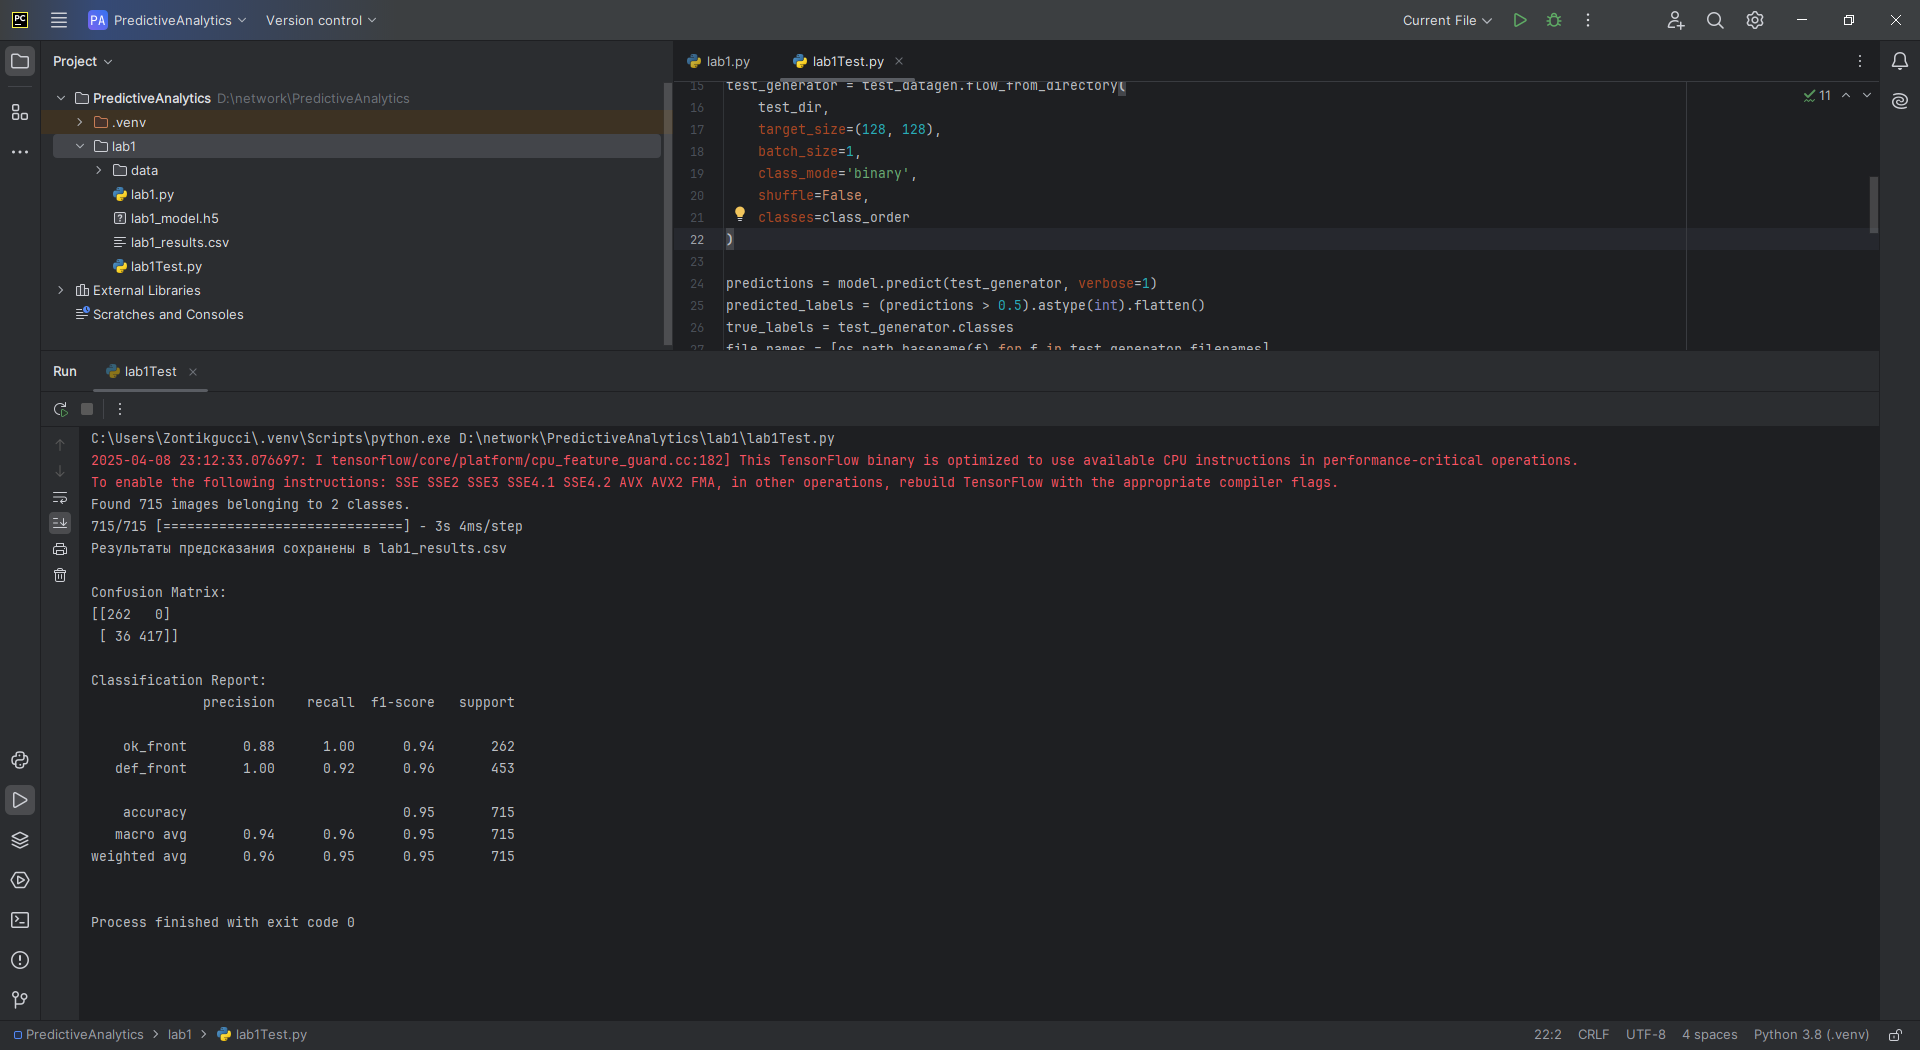 PC PA PredictiveAnalytics Version control Current File
Project
PredictiveAnalytics D:\network\PredictiveAnalytics
.venv
lab1
data
lab1.py
lab1_model.h5
lab1_results.csv
lab1Test.py
External Libraries
Scratches and Consoles
lab1.py lab1Test.py
11
15 test_generator = test_datagen.flow_from_directory(
16 test_dir,
17 target_size=(128, 128),
18 batch_size=1,
19 class_mode='binary',
20 shuffle=False,
21 classes=class_order
22 )
23
24 predictions = model.predict(test_generator, verbose=1)
25 predicted_labels = (predictions > 0.5).astype(int).flatten()
26 true_labels = test_generator.classes
27 file_names = [os.path.basename(f) for f in test_generator.filenames]
Run lab1Test
C:\Users\Zontikgucci\.venv\Scripts\python.exe D:\network\PredictiveAnalytics\lab1\lab1Test.py
2025-04-08 23:12:33.076697: I tensorflow/core/platform/cpu_feature_guard.cc:182] This TensorFlow binary is optimized to use available CPU instructions in performance-critical operations.
To enable the following instructions: SSE SSE2 SSE3 SSE4.1 SSE4.2 AVX AVX2 FMA, in other operations, rebuild TensorFlow with the appropriate compiler flags.
Found 715 images belonging to 2 classes.
715/715 [==============================] - 3s 4ms/step
Результаты предсказания сохранены в lab1_results.csv
Confusion Matrix:
[[262   0]
 [ 36 417]]
Classification Report:
precision recall f1-score support
ok_front 0.88 1.00 0.94 262
def_front 1.00 0.92 0.96 453
accuracy 0.95 715
macro avg 0.94 0.96 0.95 715
weighted avg 0.96 0.95 0.95 715
Process finished with exit code 0
PredictiveAnalytics > lab1 > lab1Test.py 22:2 CRLF UTF-8 4 spaces Python 3.8 (.venv)